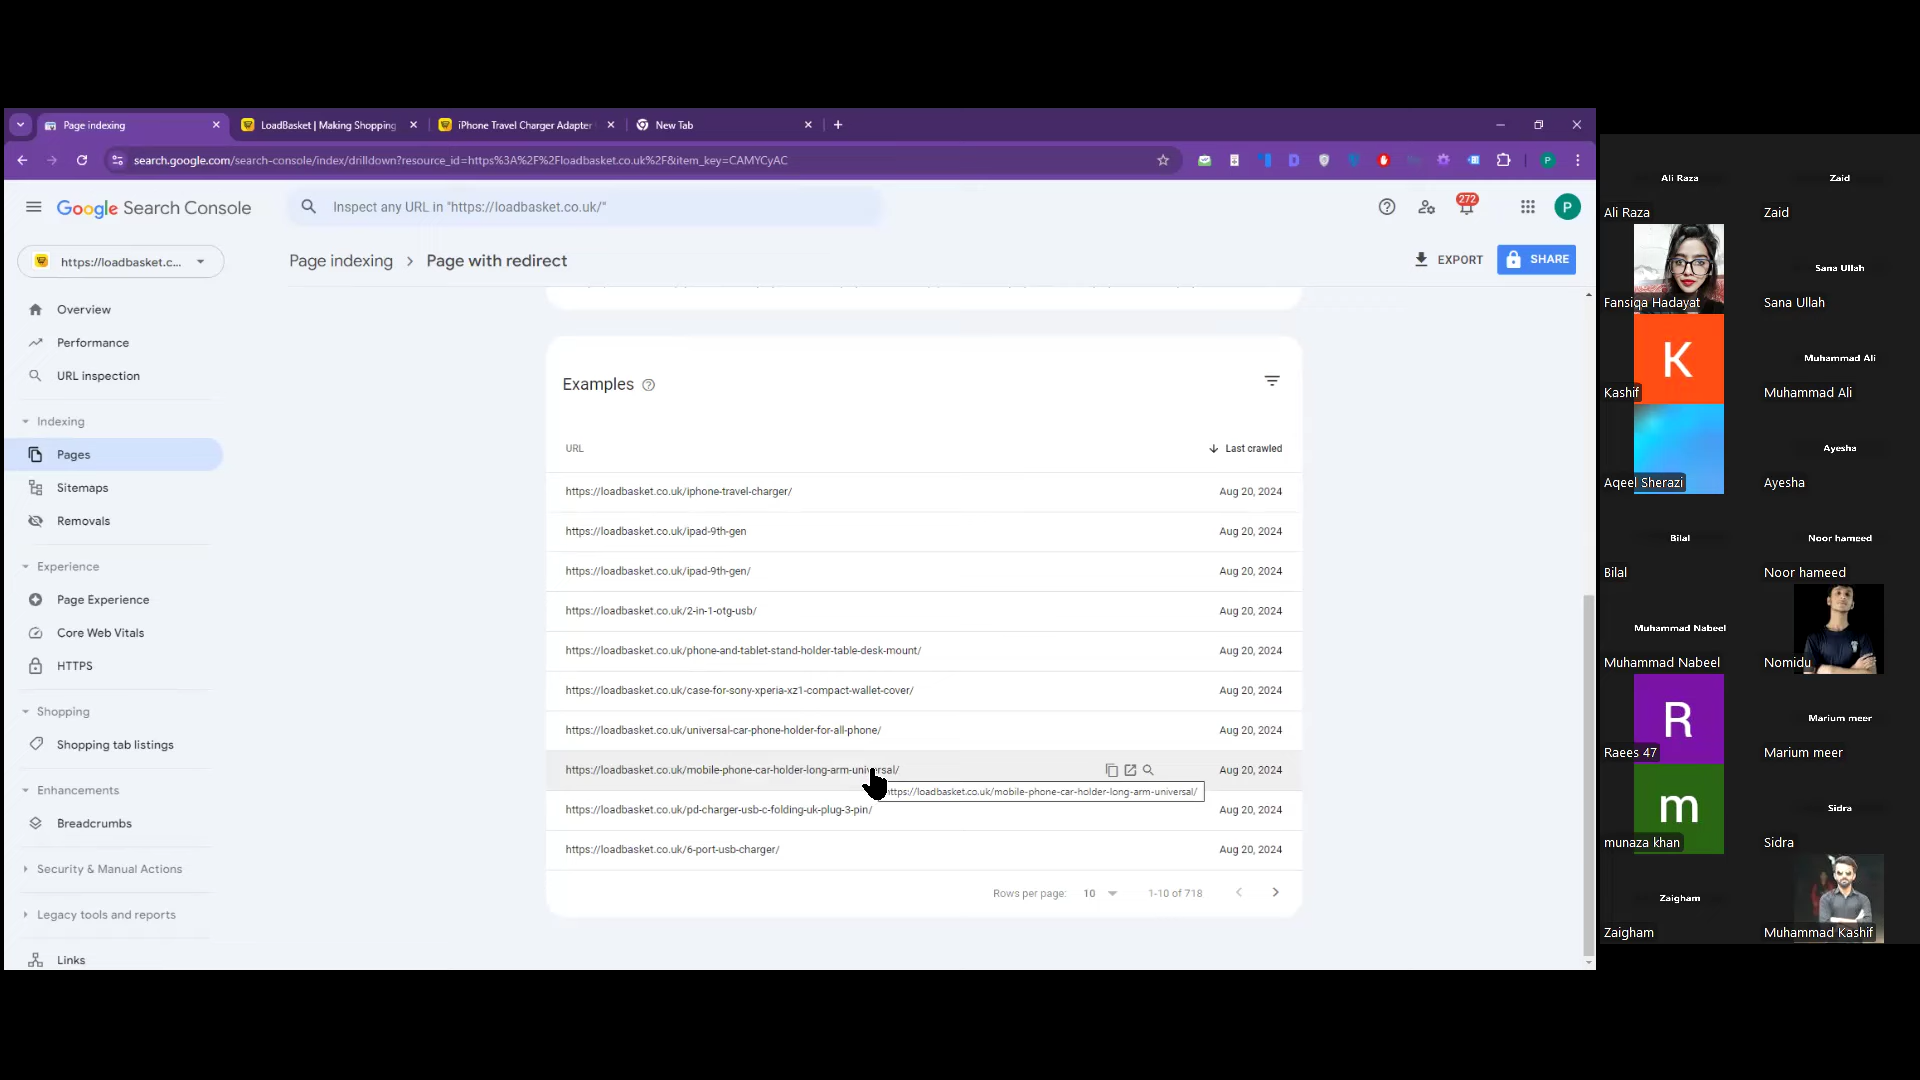 Page indexing
LoadBasket | Making Shopping
iPhone Travel Charger Adapter
New Tab
search.google.com/search-console/index/drilldown?resource_id=https%3A%2F%2Floadbasket.co.uk%2F&item_key=CAMYCyAC
P
Google Search Console
Inspect any URL in "https://loadbasket.co.uk/"
272
P
https://loadbasket.c...
Page indexing > Page with redirect
EXPORT
SHARE
Overview
Performance
URL inspection
Indexing
Pages
Sitemaps
Removals
Experience
Page Experience
Core Web Vitals
HTTPS
Shopping
Shopping tab listings
Enhancements
Breadcrumbs
Security & Manual Actions
Legacy tools and reports
Links
Examples
URL
Last crawled
https://loadbasket.co.uk/iphone-travel-charger/ Aug 20, 2024
https://loadbasket.co.uk/ipad-9th-gen Aug 20, 2024
https://loadbasket.co.uk/ipad-9th-gen/ Aug 20, 2024
https://loadbasket.co.uk/2-in-1-otg-usb/ Aug 20, 2024
https://loadbasket.co.uk/phone-and-tablet-stand-holder-table-desk-mount/ Aug 20, 2024
https://loadbasket.co.uk/case-for-sony-xperia-xz1-compact-wallet-cover/ Aug 20, 2024
https://loadbasket.co.uk/universal-car-phone-holder-for-all-phone/ Aug 20, 2024
https://loadbasket.co.uk/mobile-phone-car-holder-long-arm-universal/ Aug 20, 2024
https://loadbasket.co.uk/mobile-phone-car-holder-long-arm-universal/
https://loadbasket.co.uk/pd-charger-usb-c-folding-uk-plug-3-pin/ Aug 20, 2024
https://loadbasket.co.uk/6-port-usb-charger/ Aug 20, 2024
Rows per page: 10 1-10 of 718
Ali Raza
Zaid
Ali Raza
Zaid
Sana Ullah
Fansiqa Hadayat
Sana Ullah
K
Muhammad Ali
Kashif
Muhammad Ali
Ayesha
Aqeel Sherazi
Ayesha
Bilal
Noor hameed
Bilal
Noor hameed
Muhammad Nabeel
Muhammad Nabeel
Nomidu
R
Marium meer
Raees 47
Marium meer
m
Sidra
munaza khan
Sidra
Zaigham
Zaigham
Muhammad Kashif